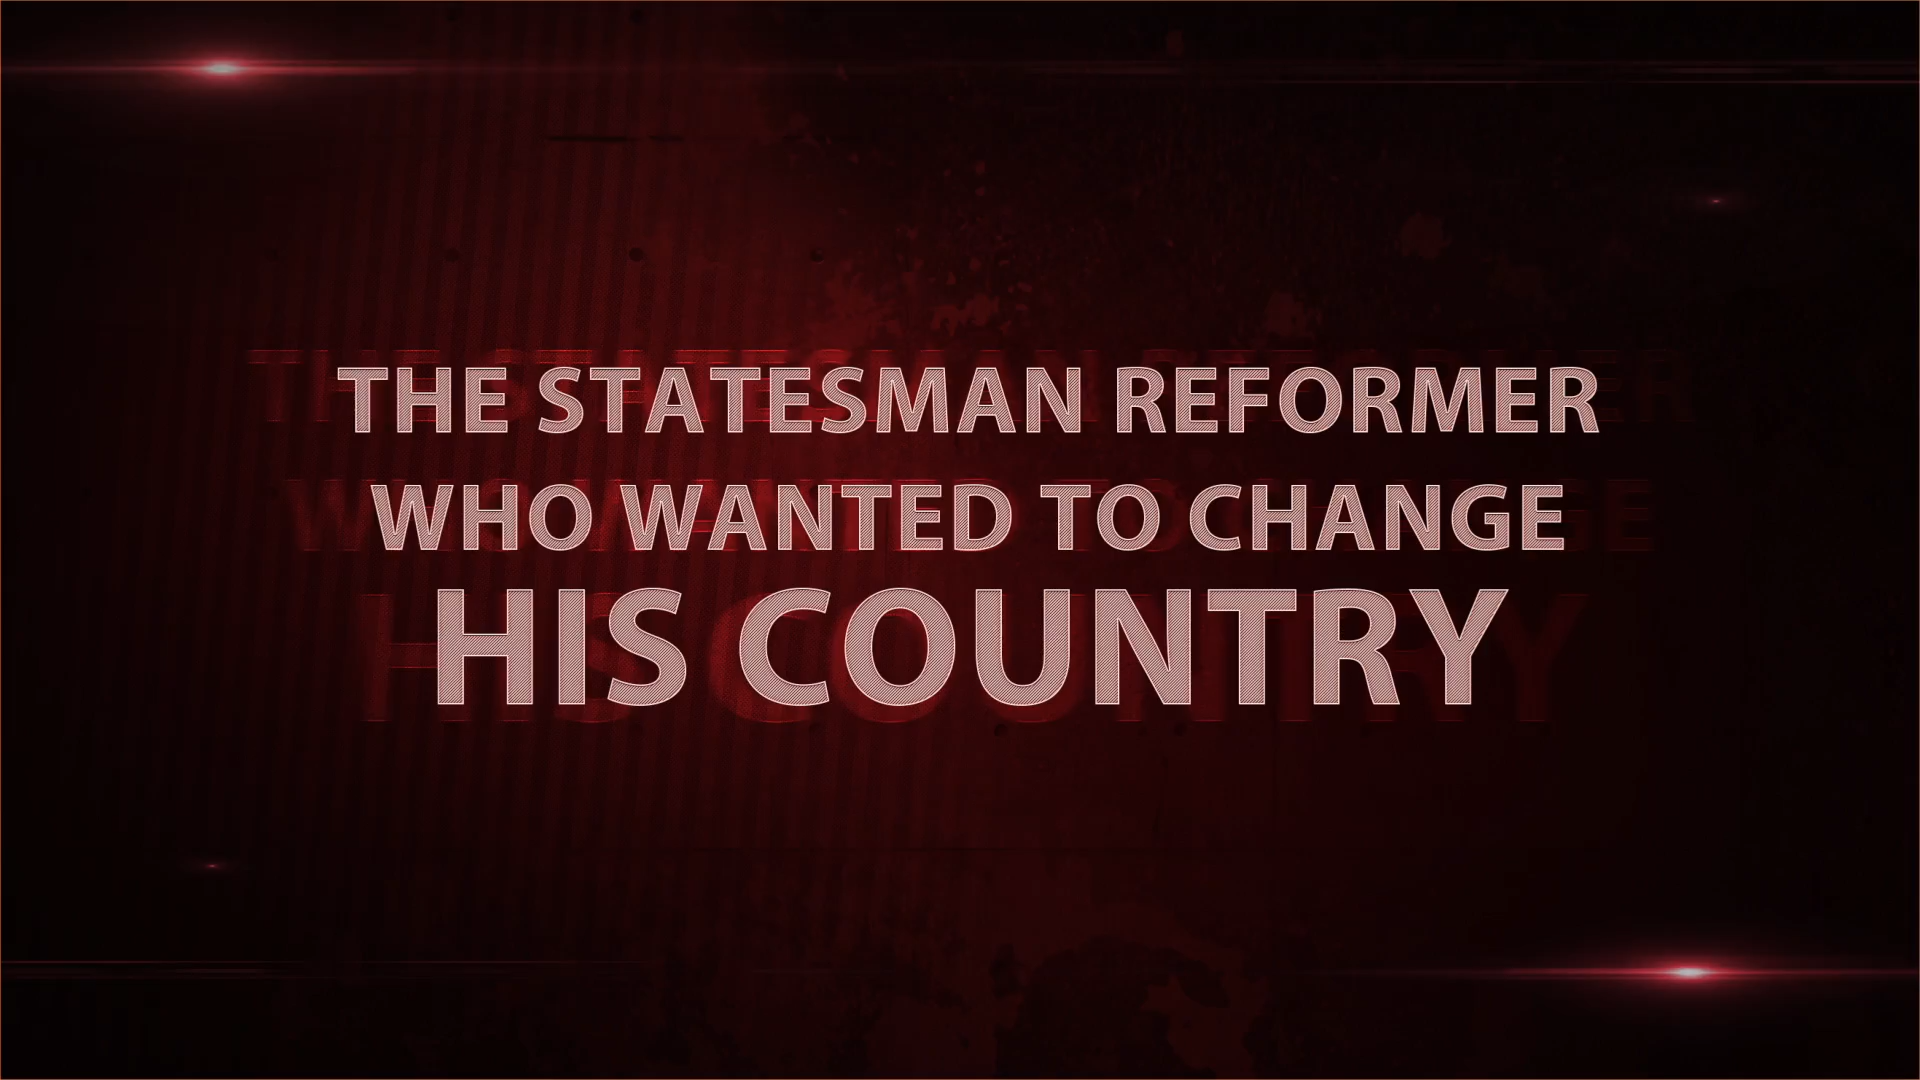 THE STATESMAN REFORMER
WHO WANTED TO CHANGE
HIS COUNTRY